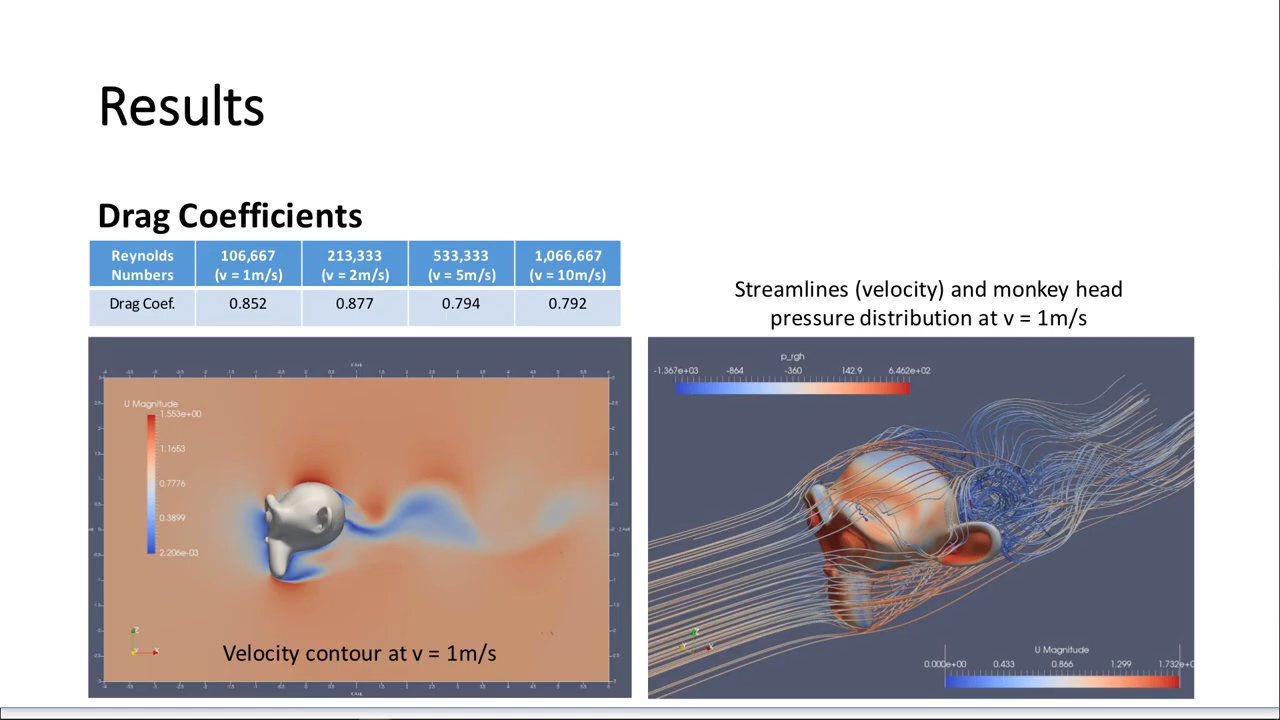 Results
Drag Coefficients
Reynolds Numbers
106,667 (v = 1m/s)
213,333 (v = 2m/s)
533,333 (v = 5m/s)
1,066,667 (v = 10m/s)
Drag Coef.
0.852
0.877
0.794
0.792
Streamlines (velocity) and monkey head
pressure distribution at v = 1m/s
U Magnitude
1.553e+00
1.1653
0.7776
0.3899
2.206e-03
Velocity contour at v = 1m/s
p_rgh
-1.367e+03 -864 -360 142.9 6.462e+02
U Magnitude
0.000e+00 0.433 0.866 1.299 1.732e+0